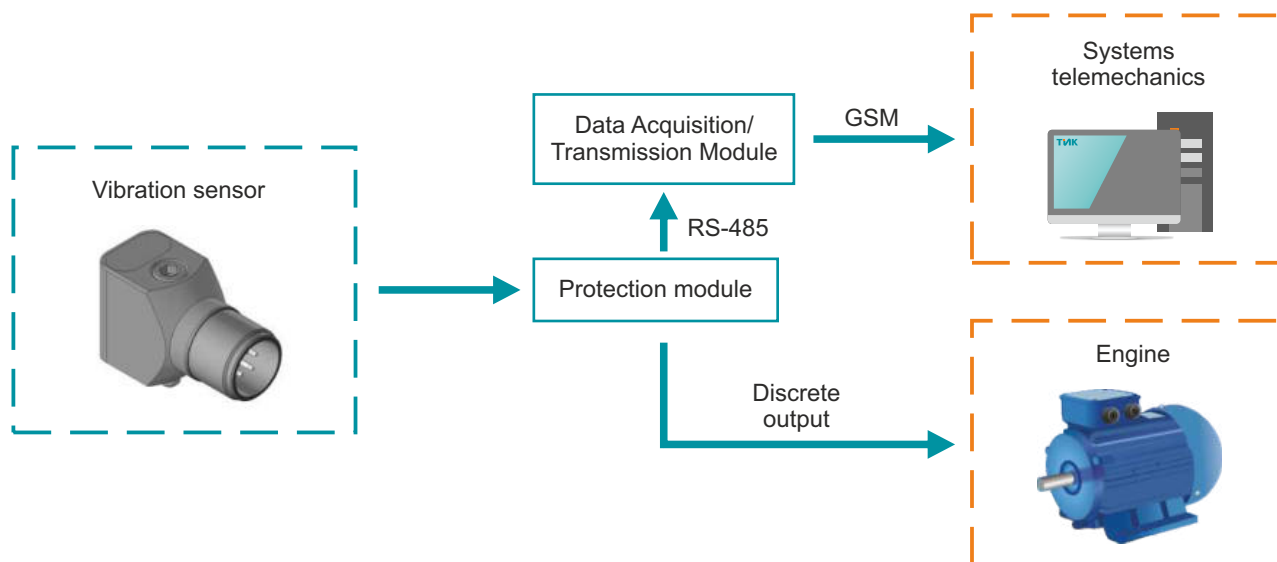 Vibration sensor
Data Acquisition/
Transmission Module
RS-485
Protection module
GSM
Systems
telemechanics
ТИК
Discrete
output
Engine